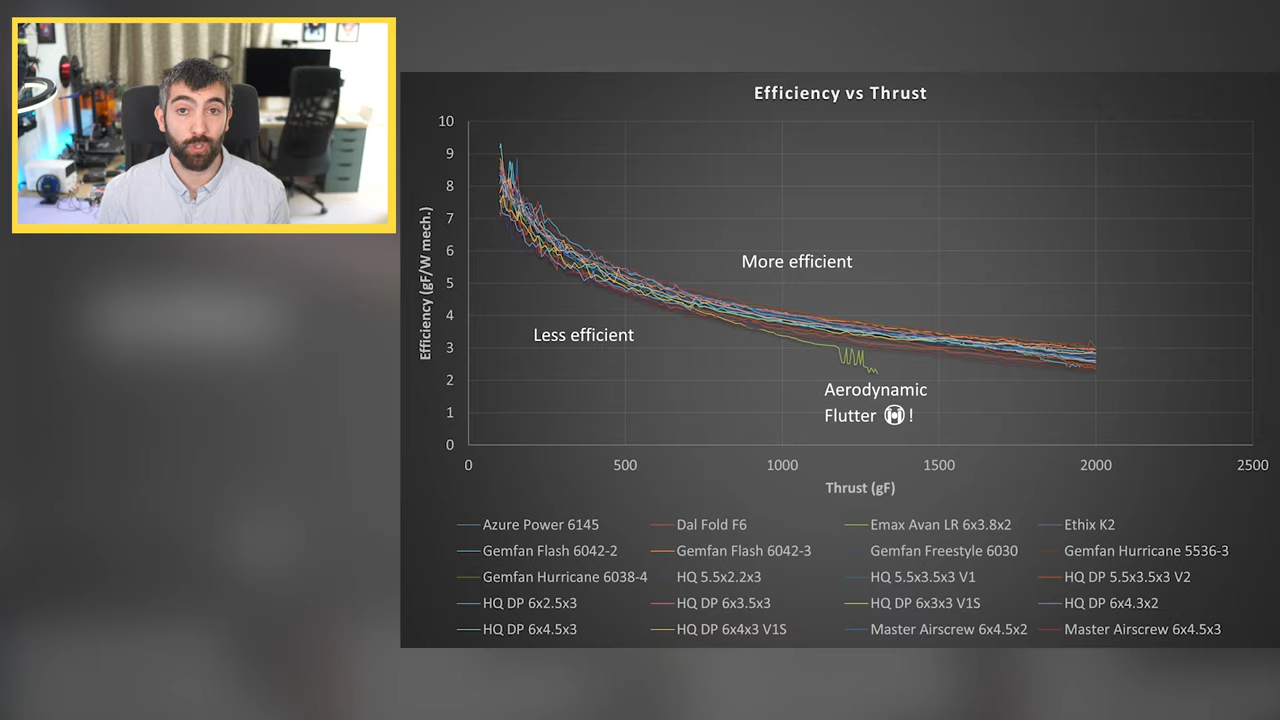 Efficiency vs Thrust
10
9
8
7
6
5
4
3
2
1
0
Efficiency (gF/W mech.)
More efficient
Less efficient
Aerodynamic
Flutter !
0 500 1000 1500 2000 2500
Thrust (gF)
Azure Power 6145 Dal Fold F6 Emax Avan LR 6x3.8x2 Ethix K2
Gemfan Flash 6042-2 Gemfan Flash 6042-3 Gemfan Freestyle 6030 Gemfan Hurricane 5536-3
Gemfan Hurricane 6038-4 HQ 5.5x2.2x3 HQ 5.5x3.5x3 V1 HQ DP 5.5x3.5x3 V2
HQ DP 6x2.5x3 HQ DP 6x3.5x3 HQ DP 6x3x3 V1S HQ DP 6x4.3x2
HQ DP 6x4.5x3 HQ DP 6x4x3 V1S Master Airscrew 6x4.5x2 Master Airscrew 6x4.5x3